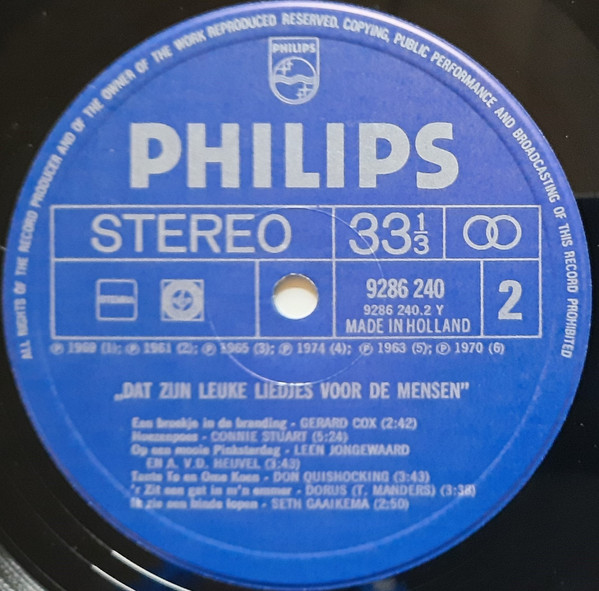 ALL RIGHTS OF THE RECORD PRODUCER AND OF THE OWNER OF THE WORK REPRODUCED RESERVED. COPYING, PUBLIC PERFORMANCE AND BROADCASTING OF THIS RECORD PROHIBITED
PHILIPS
PHILIPS
STEREO 33⅓
STEMRA 9286 240 2
9286 240.2 Y
MADE IN HOLLAND
Ⓟ 1969 (1); Ⓟ 1961 (2); Ⓟ 1965 (3); Ⓟ 1974 (4); Ⓟ 1963 (5); Ⓟ 1970 (6)
„DAT ZIJN LEUKE LIEDJES VOOR DE MENSEN”
Een broekje in de branding - GERARD COX (2:42)
- CONNIE STUART (5:24)
Op een mooie Pinksterdag - LEEN JONGEWAARD
EN A. V.D. HEUVEL (3:43)
Tante To en Ome Koos - DON QUISHOCKING (3:43)
'r Zit een gat in m'n emmer - DORUS (T. MANDERS) (3:38)
Ik zie een hinde lopen - SETH GAAIKEMA (2:50)